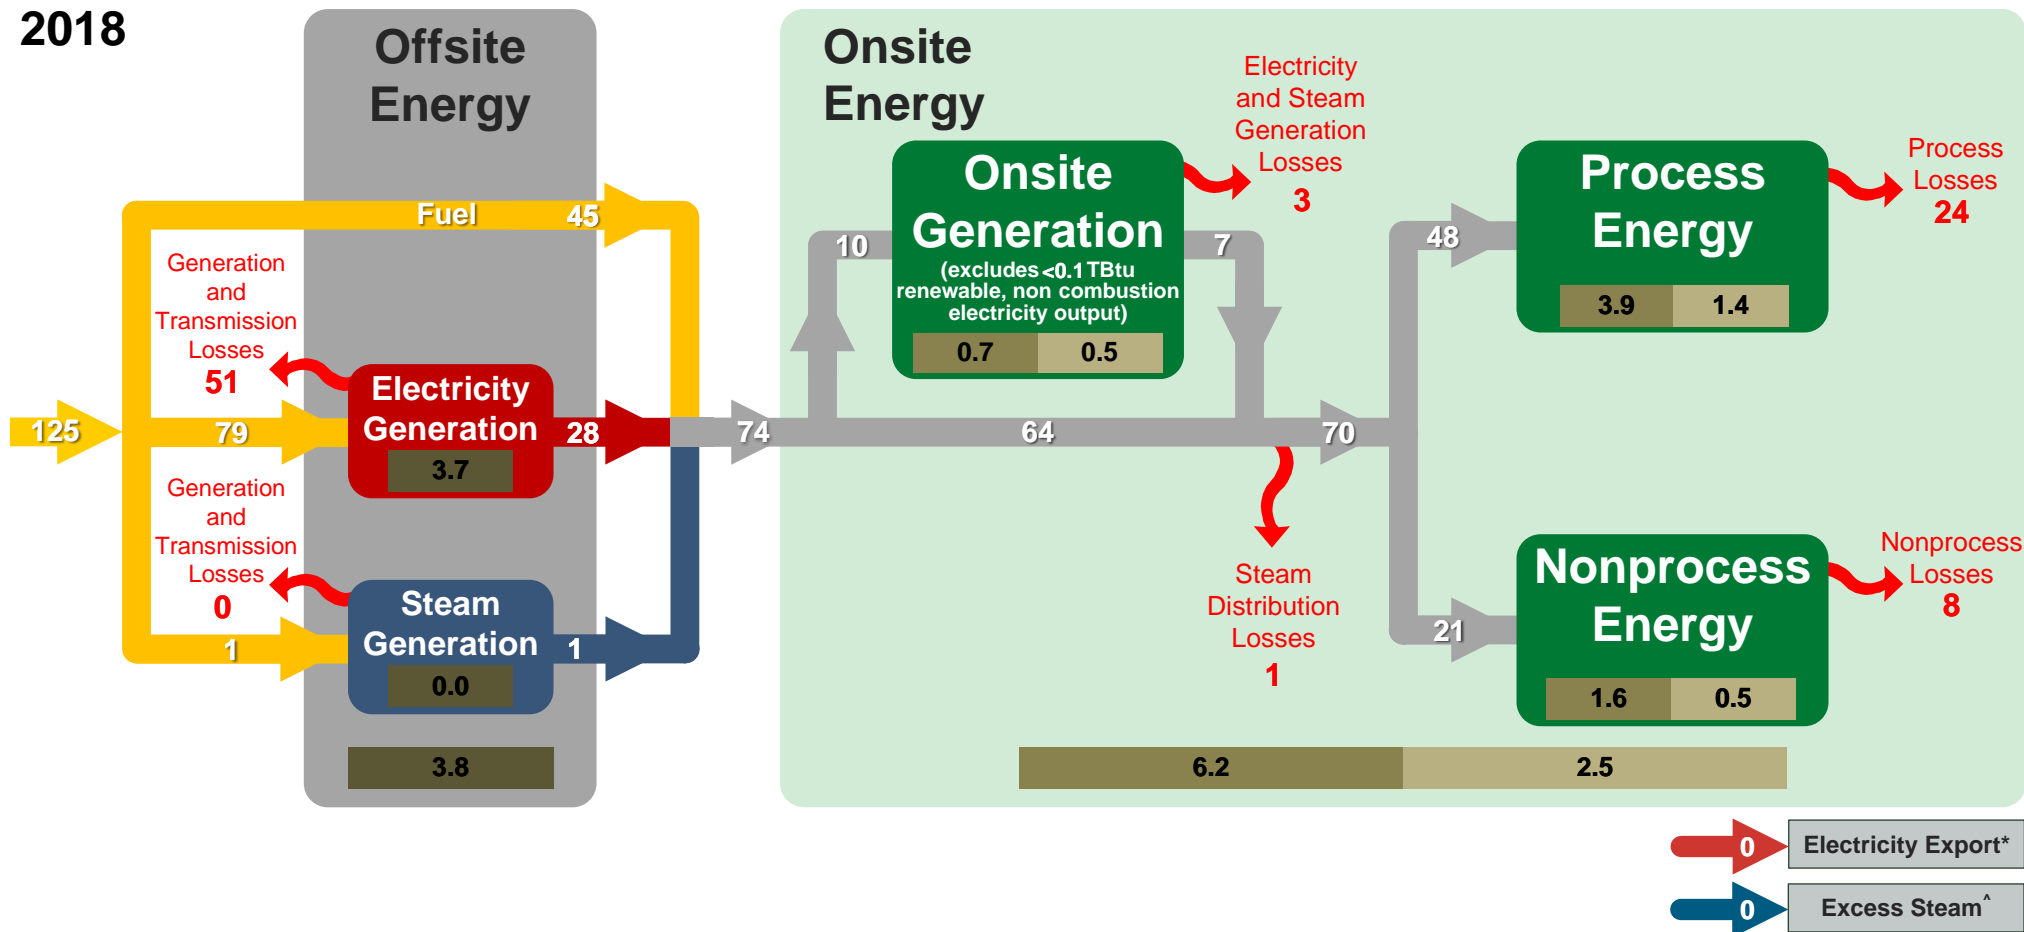 2018
Offsite
Energy
Onsite
Energy
Fuel
45
Generation
and
Transmission
Losses
51
125
79
Electricity
Generation
3.7
28
Generation
and
Transmission
Losses
0
1
Steam
Generation
0.0
1
3.8
74
10
Onsite
Generation
(excludes <0.1 TBtu
renewable, non combustion
electricity output)
0.7
0.5
7
Electricity
and Steam
Generation
Losses
3
64
70
Steam
Distribution
Losses
1
48
Process
Energy
3.9
1.4
Process
Losses
24
21
Nonprocess
Energy
1.6
0.5
Nonprocess
Losses
8
6.2
2.5
0
Electricity Export*
0
Excess Steam^